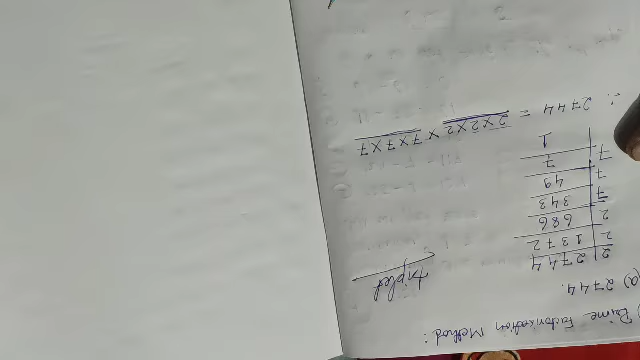 Prime Factorization Method :
(a) 2744.
triplet
2 | 2744
2 | 1372
2 | 686
7 | 343
7 | 49
7 | 7
1
∴ 2744 = 2×2×2 × 7×7×7